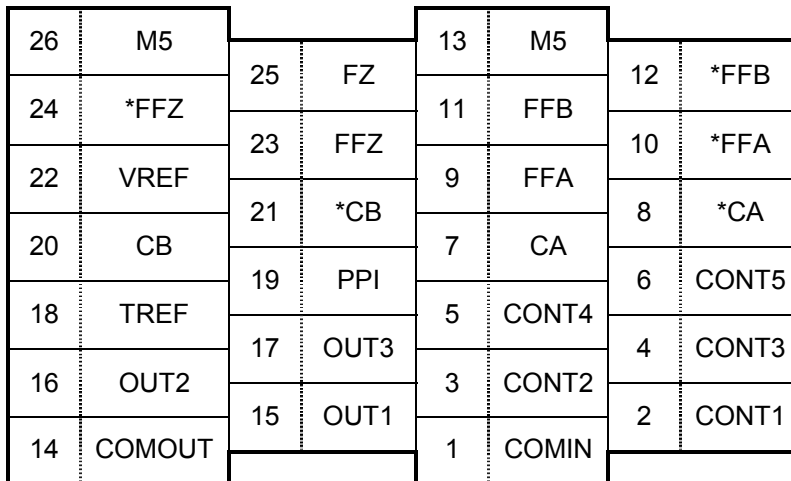 26 M5
24 *FFZ
22 VREF
20 CB
18 TREF
16 OUT2
14 COMOUT
25 FZ
23 FFZ
21 *CB
19 PPI
17 OUT3
15 OUT1
13 M5
11 FFB
9 FFA
7 CA
5 CONT4
3 CONT2
1 COMIN
12 *FFB
10 *FFA
8 *CA
6 CONT5
4 CONT3
2 CONT1